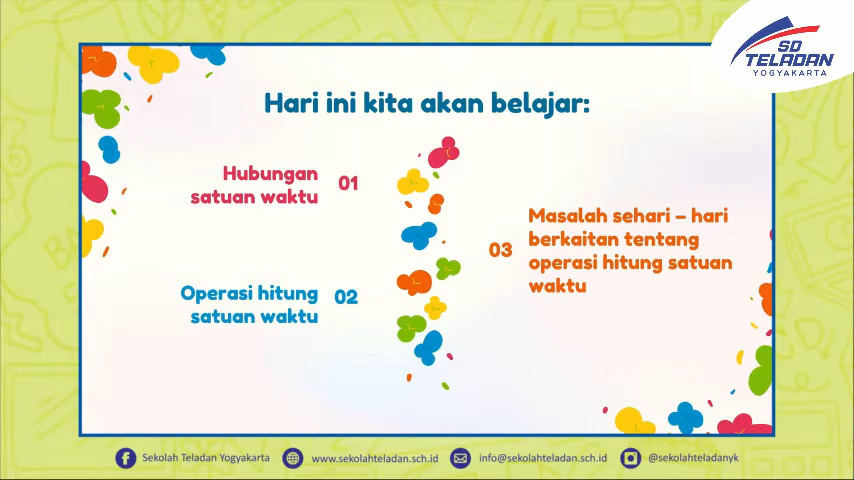 SD
TELADAN
YOGYAKARTA
Hari ini kita akan belajar:
Hubungan
satuan waktu
01
Operasi hitung
satuan waktu
02
03
Masalah sehari – hari
berkaitan tentang
operasi hitung satuan
waktu
Sekolah Teladan Yogyakarta
www.sekolahteladan.sch.id
info@sekolahteladan.sch.id
@sekolahteladanyk